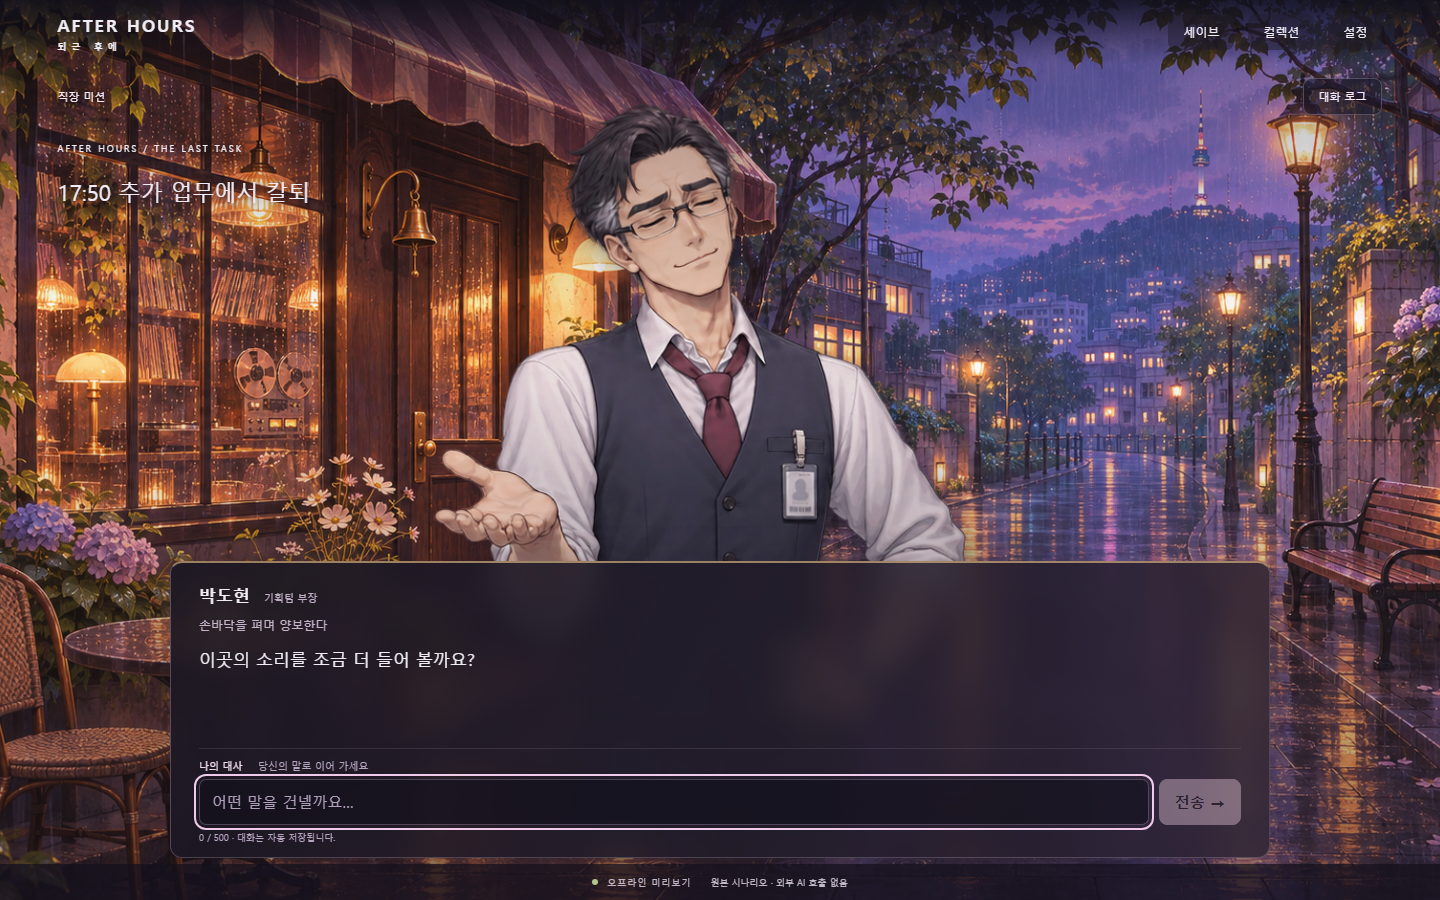 AFTER HOURS
퇴근 후에
세이브 컬렉션 설정
직장 미션
대화 로그
AFTER HOURS / THE LAST TASK
17:50 추가 업무에서 칼퇴
박도현 기획팀 부장
손바닥을 펴며 양보한다
이곳의 소리를 조금 더 들어 볼까요?
나의 대사 당신의 말로 이어 가세요
어떤 말을 건넬까요...
전송 →
0 / 500 · 대화는 자동 저장됩니다.
오프라인 미리보기 원본 시나리오 · 외부 AI 호출 없음